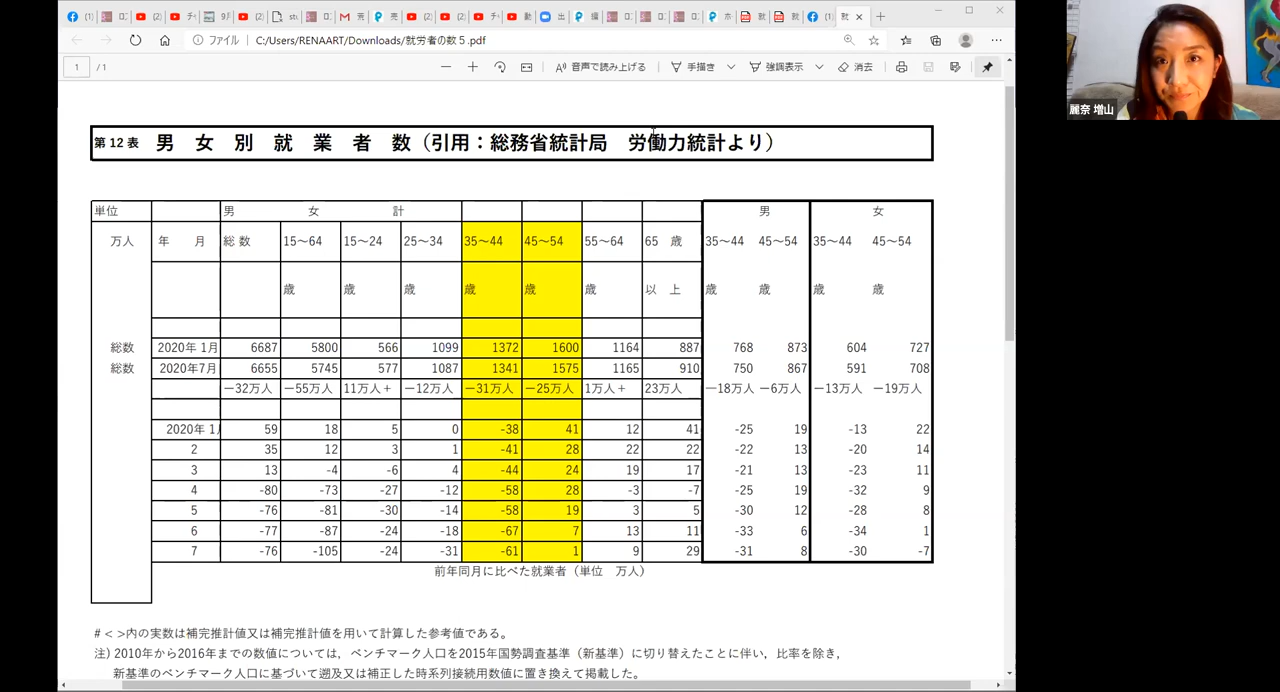 ファイル C:/Users/RENAART/Downloads/就労者の数５.pdf
1 / 1 音声で読み上げる 手描き 強調表示 消去
麗奈 増山
第12表 男 女 別 就 業 者 数（引用：総務省統計局 労働力統計より）
単位 男 女 計 男 女
万人 年 月 総 数 15～64 15～24 25～34 35～44 45～54 55～64 65 歳 35～44 45～54 35～44 45～54
歳 歳 歳 歳 歳 歳 以 上 歳 歳 歳 歳
総数 2020年 1月 6687 5800 566 1099 1372 1600 1164 887 768 873 604 727
総数 2020年7月 6655 5745 577 1087 1341 1575 1165 910 750 867 591 708
－32万人 －55万人 11万人＋ －12万人 －31万人 －25万人 1万人＋ 23万人 －18万人 －6万人 －13万人 －19万人
2020年 1 59 18 5 0 -38 41 12 41 -25 19 -13 22
2 35 12 3 1 -41 28 22 22 -22 13 -20 14
3 13 -4 -6 4 -44 24 19 17 -21 13 -23 11
4 -80 -73 -27 -12 -58 28 -3 -7 -25 19 -32 9
5 -76 -81 -30 -14 -58 19 3 5 -30 12 -28 8
6 -77 -87 -24 -18 -67 7 13 11 -33 6 -34 1
7 -76 -105 -24 -31 -61 1 9 29 -31 8 -30 -7
前年同月に比べた就業者（単位 万人）
# < >内の実数は補完推計値又は補完推計値を用いて計算した参考値である。
注) 2010年から2016年までの数値については，ベンチマーク人口を2015年国勢調査基準（新基準）に切り替えたことに伴い，比率を除き，
新基準のベンチマーク人口に基づいて遡及又は補正した時系列接続用数値に置き換えて掲載した。